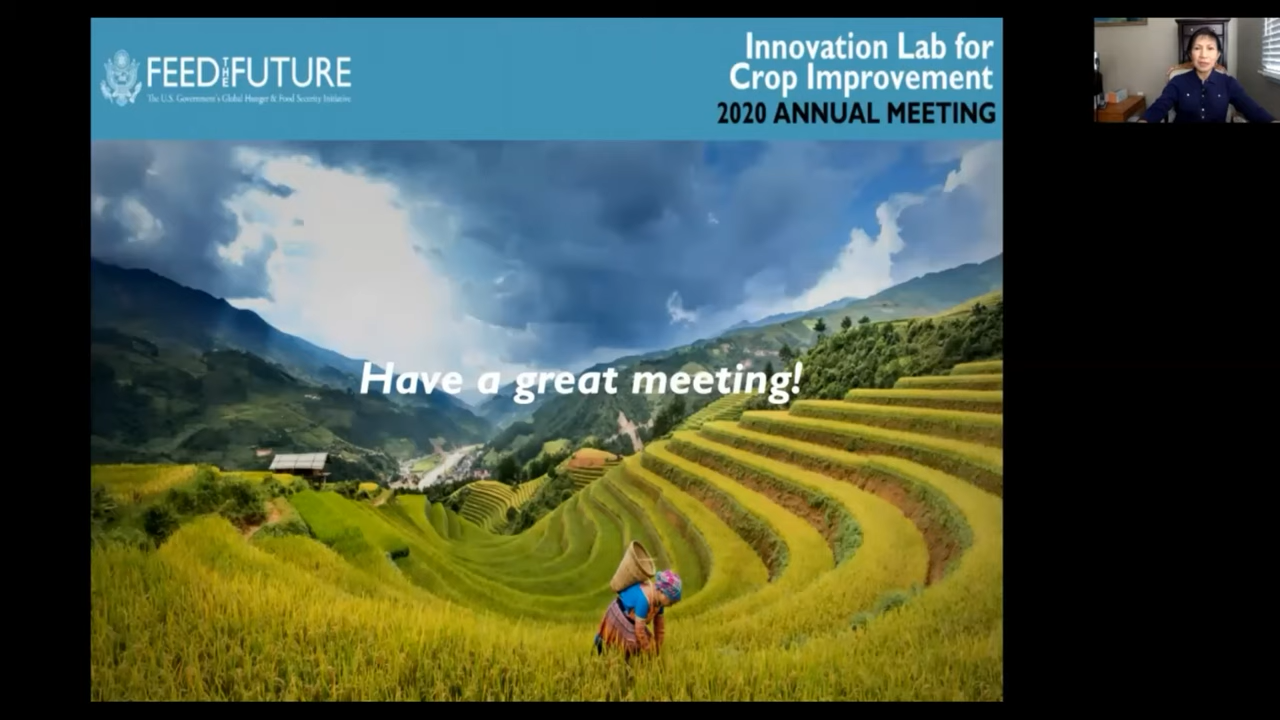 FEED THE FUTURE
The U.S. Government's Global Hunger & Food Security Initiative
Innovation Lab for
Crop Improvement
2020 ANNUAL MEETING
Have a great meeting!